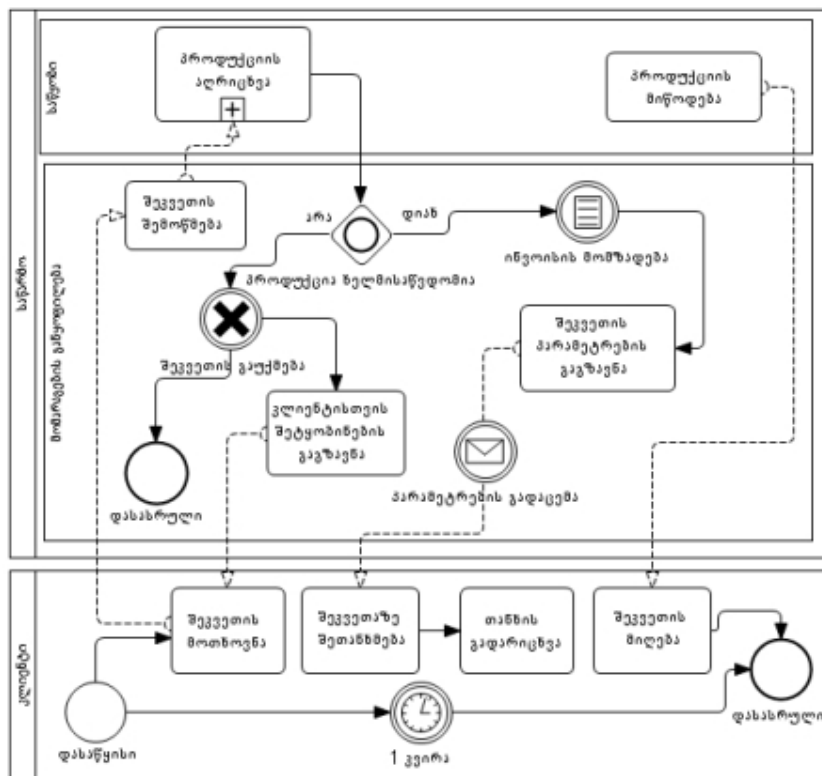 საწარმო
საწყობი
პროდუქციის
აღრიცხვა
პროდუქციის
მიწოდება
მომარაგების განყოფილება
შეკვეთის
შემოწმება
არა
დიახ
ინვოისის მომზადება
პროდუქცია ხელმისაწვდომია
შეკვეთის
პარამეტრების
გაგზავნა
შეკვეთის გაუქმება
კლიენტისთვის
შეტყობინების
გაგზავნა
პარამეტრების გადაცემა
დასასრული
კლიენტი
შეკვეთის
მოთხოვნა
შეკვეთაზე
შეთანხმება
თანხის
გადარიცხვა
შეკვეთის
მიღება
დასაწყისი
1 კვირა
დასასრული